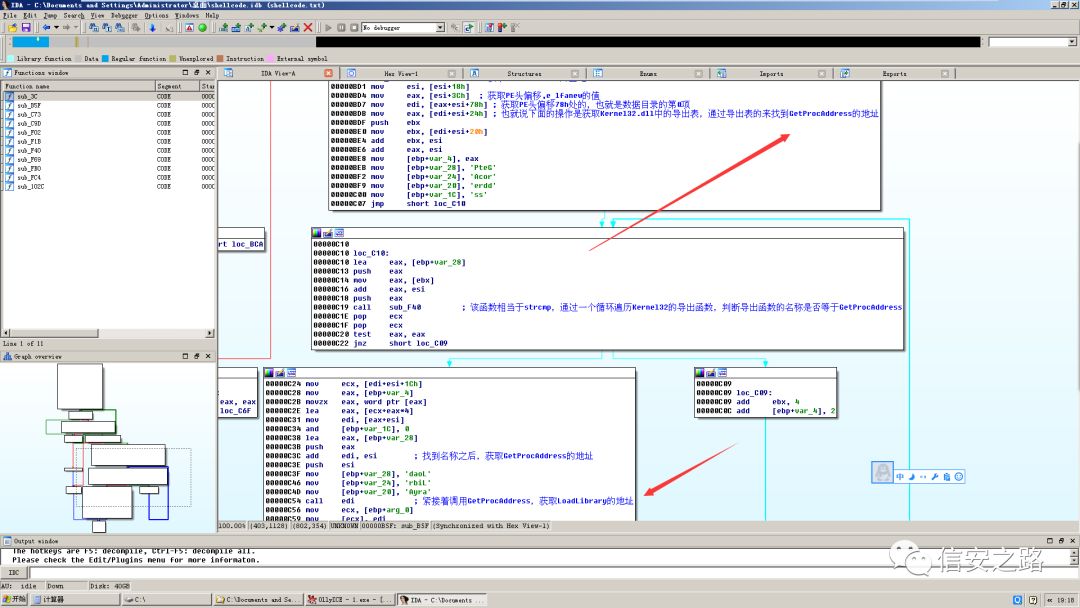 IDA - C:\Documents and Settings\Administrator\桌面\shellcode.idb (shellcode.txt)
File Edit Jump Search View Debugger Options Windows Help
No debugger
Library function Data Regular function Unexplored Instruction External symbol
Functions window
IDA View-A
Hex View-1
Structures
Enums
Imports
Exports
Function name Segment
sub_3C CODE
sub_B5F CODE
sub_C73 CODE
sub_C9D CODE
sub_F02 CODE
sub_F1B CODE
sub_F40 CODE
sub_F69 CODE
sub_FB0 CODE
sub_FC4 CODE
sub_102C CODE
Line 1 of 11
Graph overview
00000BD1 mov esi, [esi+18h]
00000BD4 mov eax, [esi+3Ch] ; 获取PE头偏移,e_lfanew的值
00000BD7 mov edi, [eax+esi+78h] ; 获取PE头偏移78h处的,也就是数据目录的第0项
00000BDB mov eax, [edi+esi+24h] ; 也就说下面的操作是获取Kernel32.dll中的导出表,通过导出表的来找到GetProcAddress的地址
00000BDF push ebx
00000BE0 mov ebx, [edi+esi+20h]
00000BE4 add ebx, esi
00000BE6 add eax, esi
00000BE8 mov [ebp+var_4], eax
00000BEB mov [ebp+var_28], 'PteG'
00000BF2 mov [ebp+var_24], 'Acor'
00000BF9 mov [ebp+var_20], 'erdd'
00000C00 mov [ebp+var_1C], 'ss'
00000C07 jmp short loc_C10
rt loc_BCA
00000C10
00000C10 loc_C10:
00000C10 lea eax, [ebp+var_28]
00000C13 push eax
00000C14 mov eax, [ebx]
00000C16 add eax, esi
00000C18 push eax
00000C19 call sub_F40 ; 该函数相当于strcmp,通过一个循环遍历Kernel32的导出函数,判断导出函数的名称是否等于GetProcAddress
00000C1E pop ecx
00000C1F pop ecx
00000C20 test eax, eax
00000C22 jnz short loc_C09
eax, eax
loc_C6F
00000C24 mov ecx, [edi+esi+1Ch]
00000C28 mov eax, [ebp+var_4]
00000C2B movzx eax, word ptr [eax]
00000C2E lea eax, [ecx+eax*4]
00000C31 mov edi, [eax+esi]
00000C34 and [ebp+var_1C], 0
00000C38 lea eax, [ebp+var_28]
00000C3B push eax
00000C3C add edi, esi ; 找到名称之后,获取GetProcAddress的地址
00000C3E push esi
00000C3F mov [ebp+var_28], 'daoL'
00000C46 mov [ebp+var_24], 'rbiL'
00000C4D mov [ebp+var_20], 'Ayra'
00000C54 call edi ; 紧接着调用GetProcAddress,获取LoadLibrary的地址
00000C56 mov ecx, [ebp+arg_0]
00000C59 mov [ecx], edi
00000C09
00000C09 loc_C09:
00000C09 add ebx, 4
00000C0C add [ebp+var_4], 2
中
100.00% (403,1128) (802,354) UNKNOWN 00000BSF: sub_B5F (Synchronized with Hex View-1)
Output window
The hotkeys are F5: decompile, Ctrl-F5: decompile all.
Please check the Edit/Plugins menu for more informaton.
IDC
AU: idle Down Disk: 40GB
信安之路
开始
计算器
C:\
C:\Documents and Se...
OllyICE - 1.exe - [...
IDA - C:\Documents ...
19:18